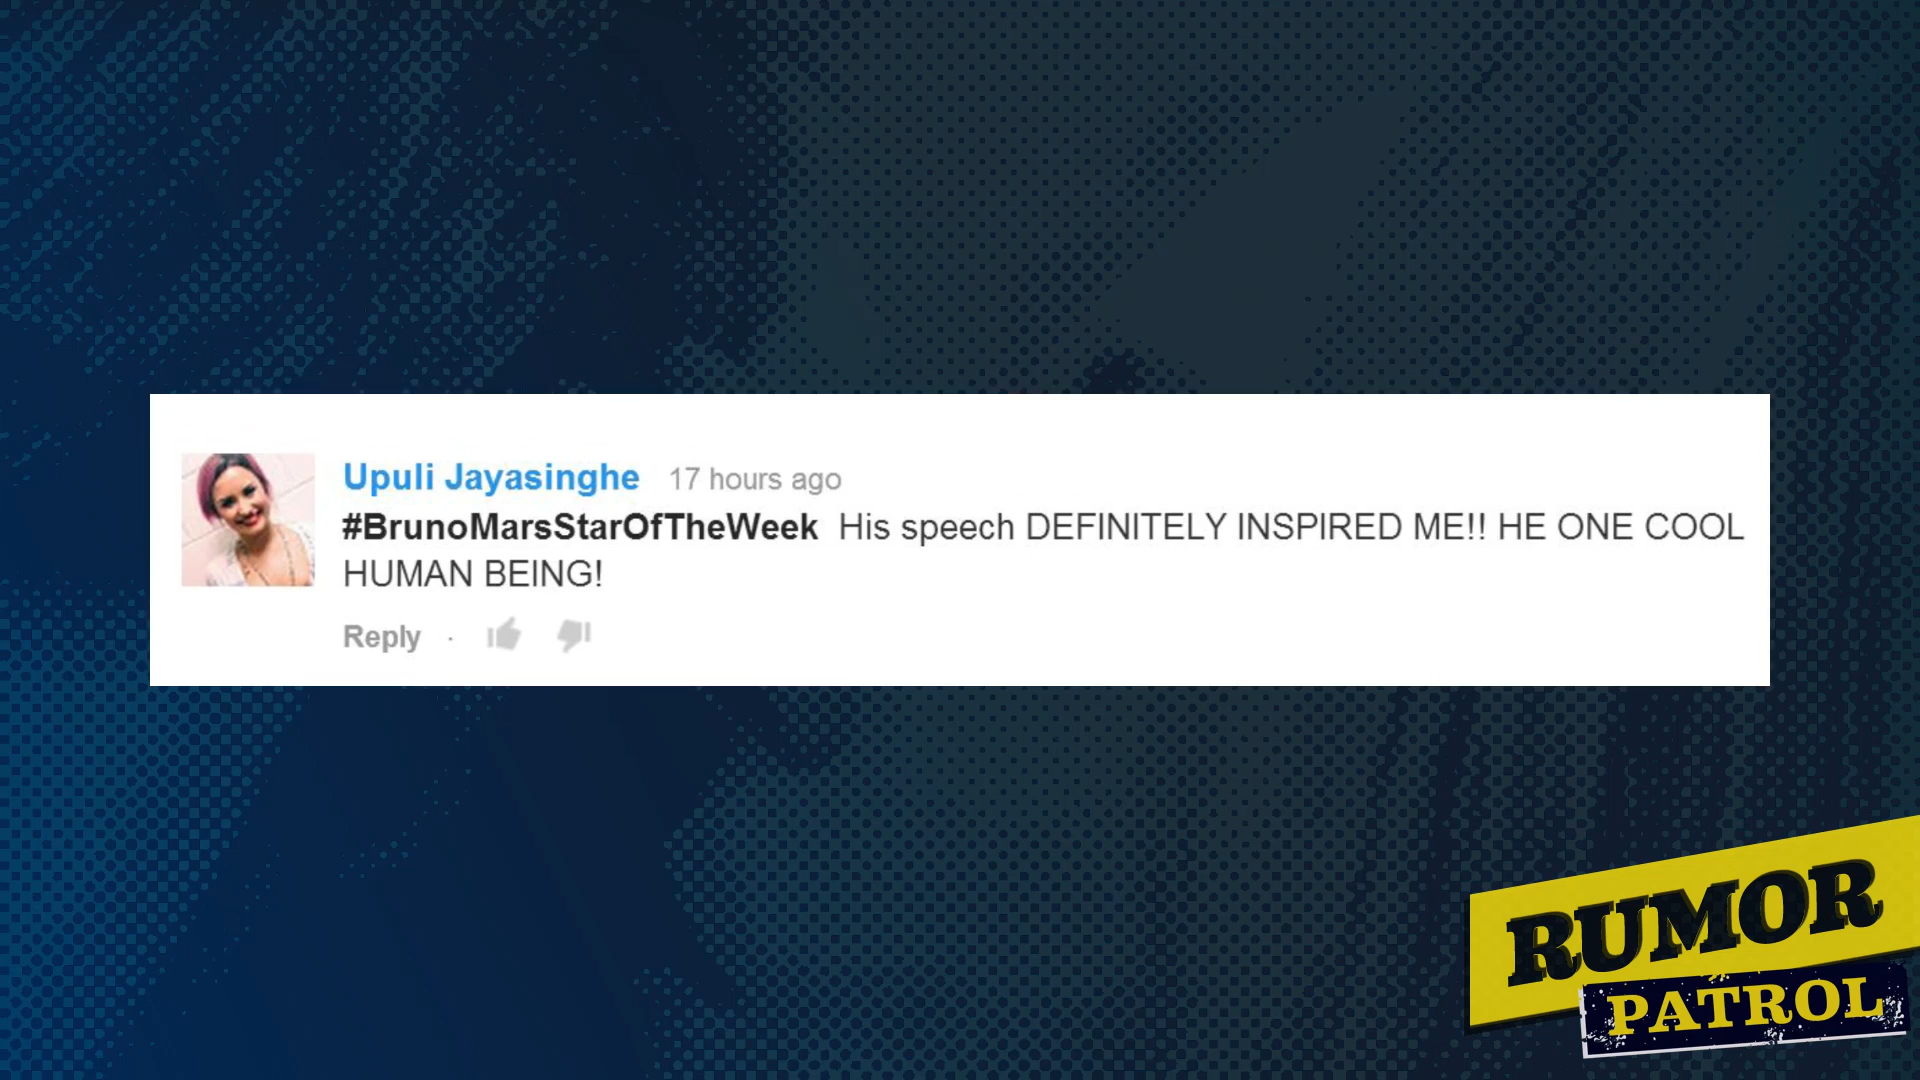 Upuli Jayasinghe 17 hours ago
#BrunoMarsStarOfTheWeek His speech DEFINITELY INSPIRED ME!! HE ONE COOL
HUMAN BEING!
Reply ·
RUMOR
PATROL